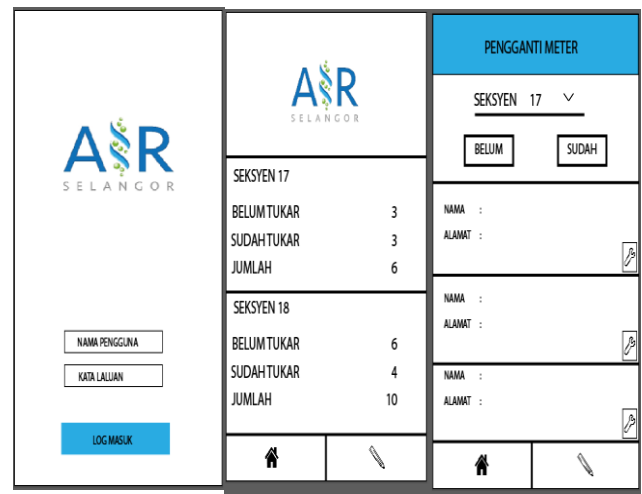 AIR
SELANGOR
NAMA PENGGUNA
KATA LALUAN
LOG MASUK
AIR
SELANGOR
SEKSYEN 17
BELUM TUKAR 3
SUDAH TUKAR 3
JUMLAH 6
SEKSYEN 18
BELUM TUKAR 6
SUDAH TUKAR 4
JUMLAH 10
PENGGANTI METER
SEKSYEN 17
BELUM SUDAH
NAMA :
ALAMAT :
NAMA :
ALAMAT :
NAMA :
ALAMAT :